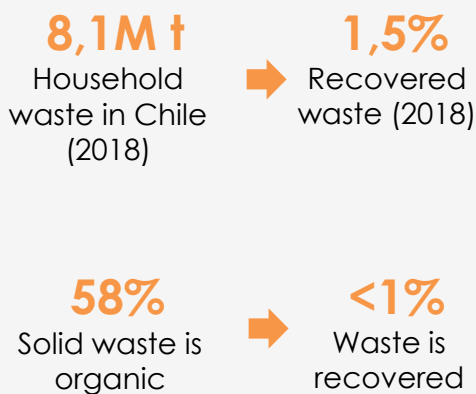 8,1M t
Household
waste in Chile
(2018)
1,5%
Recovered
waste (2018)
58%
Solid waste is
organic
<1%
Waste is
recovered